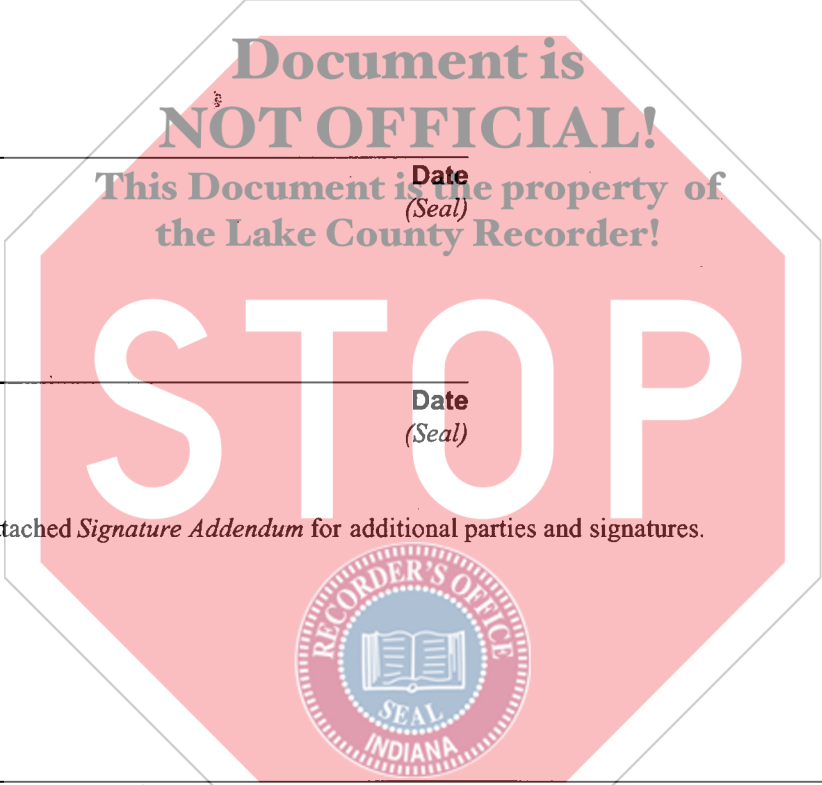 Document is
NOT OFFICIAL!
Date
This Document is the property of
(Seal)
the Lake County Recorder!
STOP
Date
(Seal)
tached Signature Addendum for additional parties and signatures.
RECORDER'S OFFICE
SEAL
INDIANA